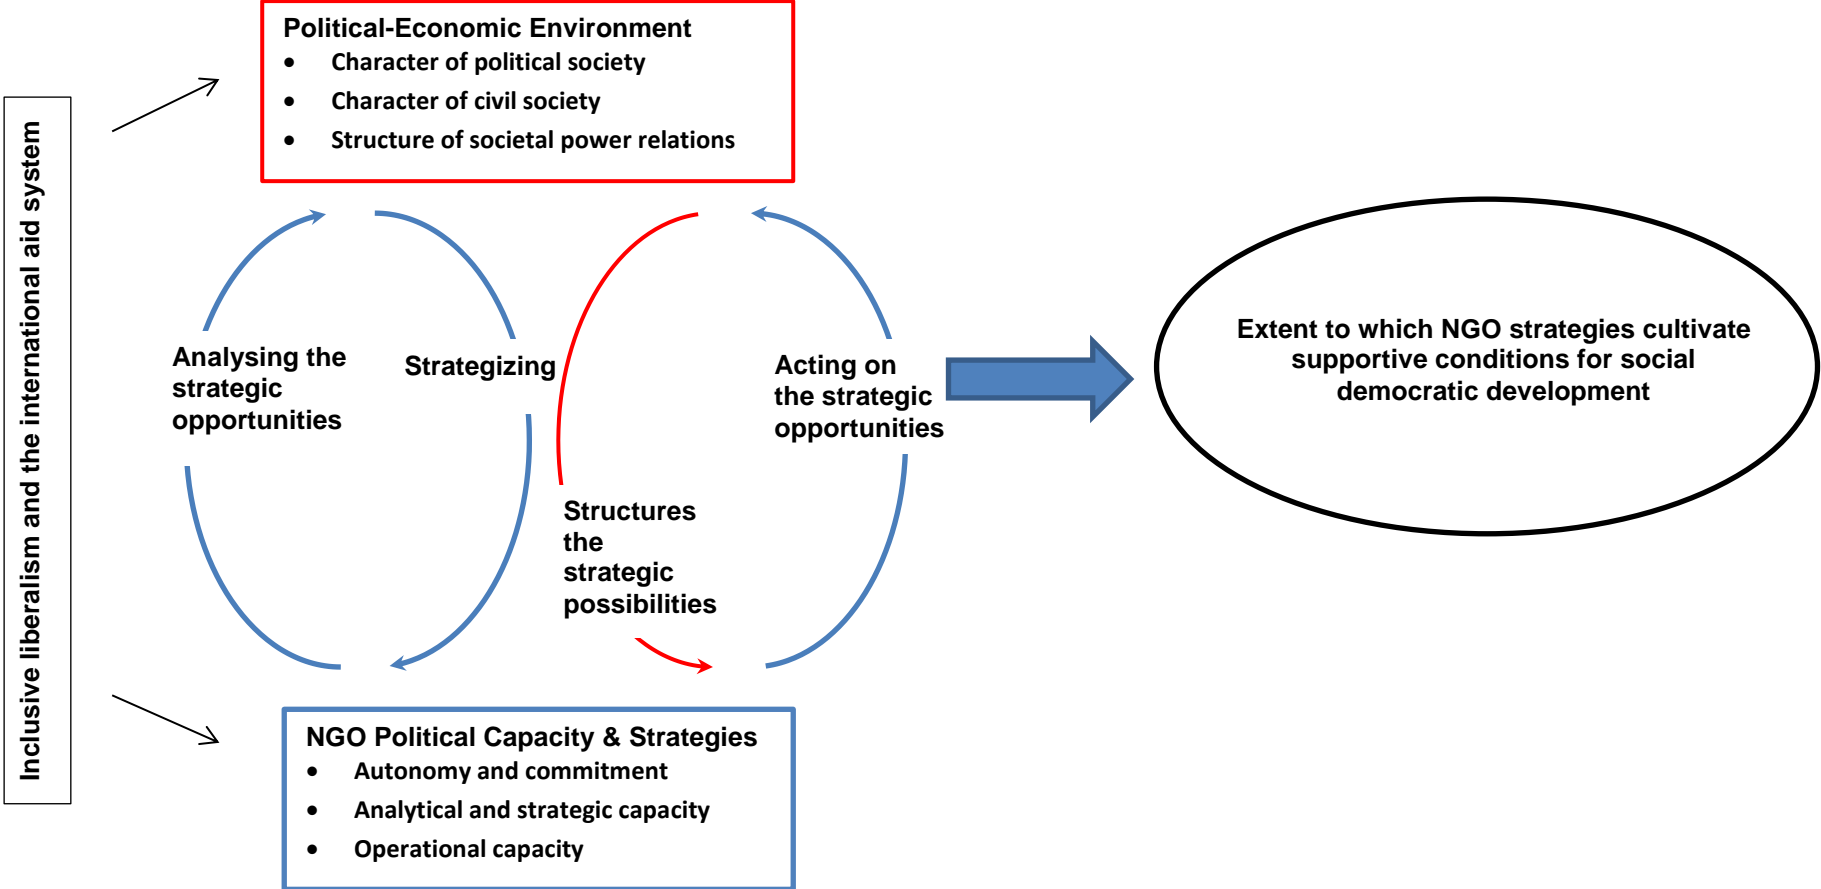 Inclusive liberalism and the international aid system
Political-Economic Environment
• Character of political society
• Character of civil society
• Structure of societal power relations
Analysing the
strategic
opportunities
Strategizing
Structures
the
strategic
possibilities
Acting on
the strategic
opportunities
Extent to which NGO strategies cultivate
supportive conditions for social
democratic development
NGO Political Capacity & Strategies
• Autonomy and commitment
• Analytical and strategic capacity
• Operational capacity